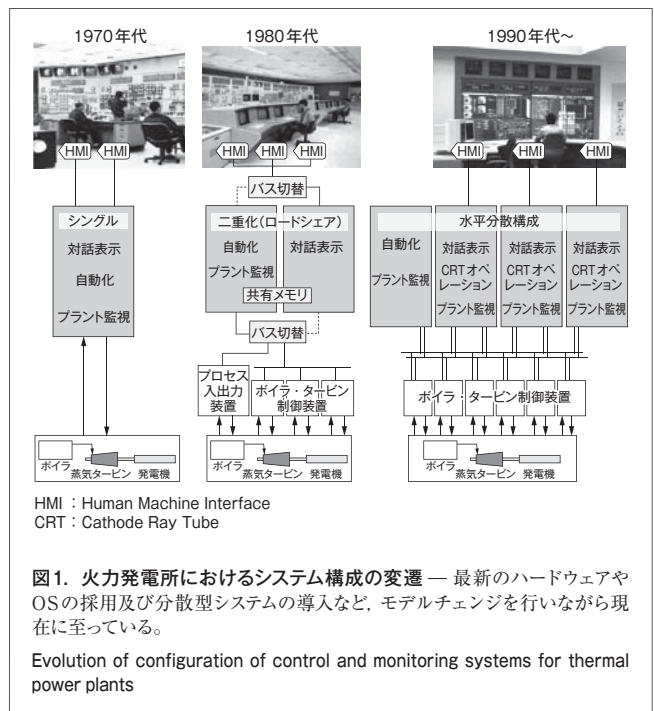 1970年代
1980年代
1990年代～
HMI HMI
HMI HMI HMI
HMI HMI HMI
シングル
対話表示
自動化
プラント監視
ボイラ
蒸気タービン 発電機
バス切替
二重化(ロードシェア)
自動化
プラント監視
対話表示
共有メモリ
バス切替
プロセス
入出力
装置
ボイラ・タービン
制御装置
ボイラ
蒸気タービン 発電機
水平分散構成
自動化
プラント監視
対話表示
CRTオペ
レーション
プラント監視
対話表示
CRTオペ
レーション
プラント監視
対話表示
CRTオペ
レーション
プラント監視
ボイラ・タービン制御装置
ボイラ
蒸気タービン 発電機
HMI：Human Machine Interface
CRT：Cathode Ray Tube
図1. 火力発電所におけるシステム構成の変遷 — 最新のハードウェアや
OSの採用及び分散型システムの導入など，モデルチェンジを行いながら現
在に至っている。
Evolution of configuration of control and monitoring systems for thermal
power plants